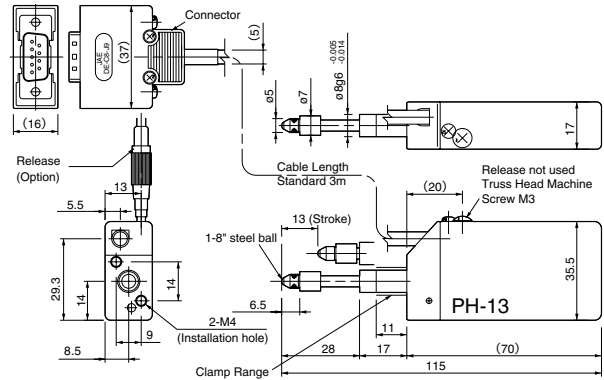 Connector
JAE
DE-C8-J9
(37)
(5)
(16)
ø5
ø7
ø8g6 -0.005 -0.014
17
Release
(Option)
Cable Length
Standard 3m
Release not used
Truss Head Machine
Screw M3
13
5.5
(20)
13 (Stroke)
1-8" steel ball
29.3
14
14
35.5
PH-13
6.5
2-M4
(Installation hole)
9
8.5
11
28
17
(70)
Clamp Range
115